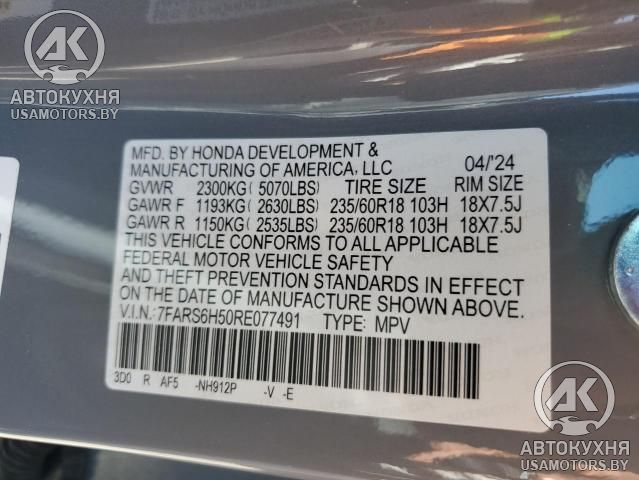 АК
АВТОКУХНЯ
USAMOTORS.BY
MFD. BY HONDA DEVELOPMENT &
MANUFACTURING OF AMERICA, LLC 04/'24
GVWR 2300KG ( 5070LBS) TIRE SIZE RIM SIZE
GAWR F 1193KG ( 2630LBS) 235/60R18 103H 18X7.5J
GAWR R 1150KG ( 2535LBS) 235/60R18 103H 18X7.5J
THIS VEHICLE CONFORMS TO ALL APPLICABLE
FEDERAL MOTOR VEHICLE SAFETY
AND THEFT PREVENTION STANDARDS IN EFFECT
ON THE DATE OF MANUFACTURE SHOWN ABOVE.
V.I.N.:7FARS6H50RE077491 TYPE: MPV
3D0 R AF5 -NH912P -V -E
АК
АВТОКУХНЯ
USAMOTORS.BY